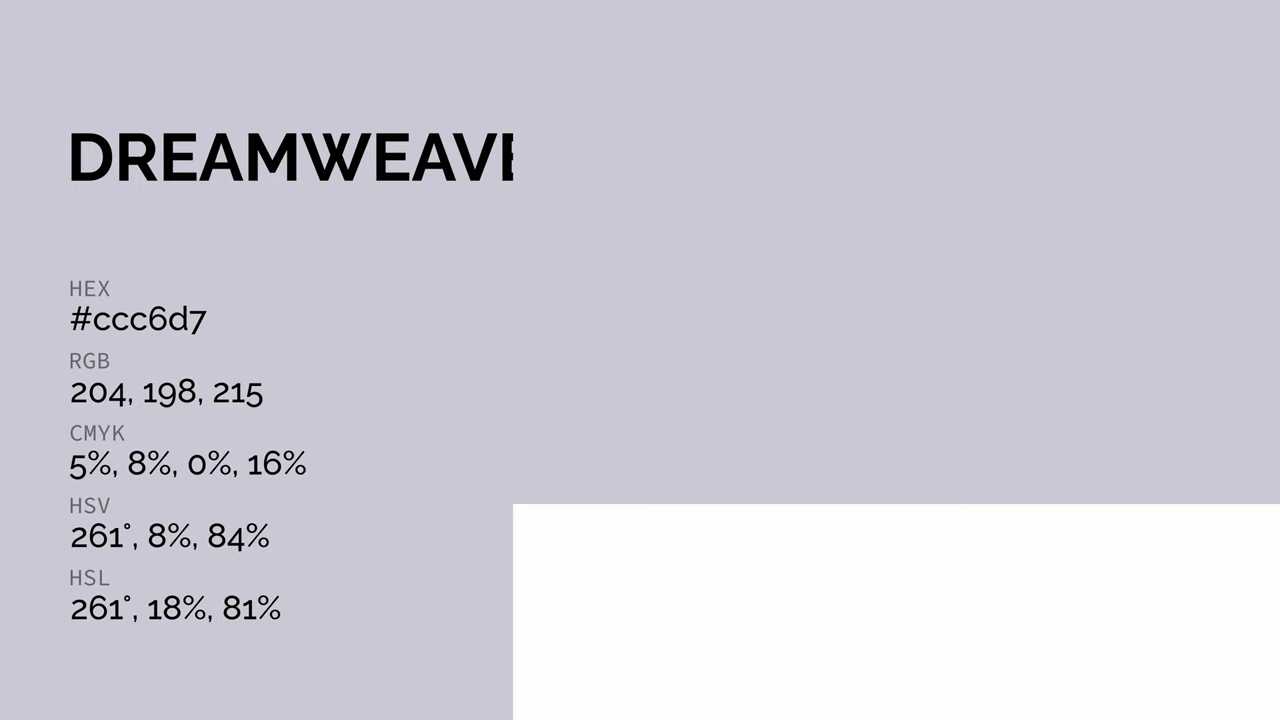 DREAMWEAVE
HEX
#ccc6d7
RGB
204, 198, 215
CMYK
5%, 8%, 0%, 16%
HSV
261°, 8%, 84%
HSL
261°, 18%, 81%